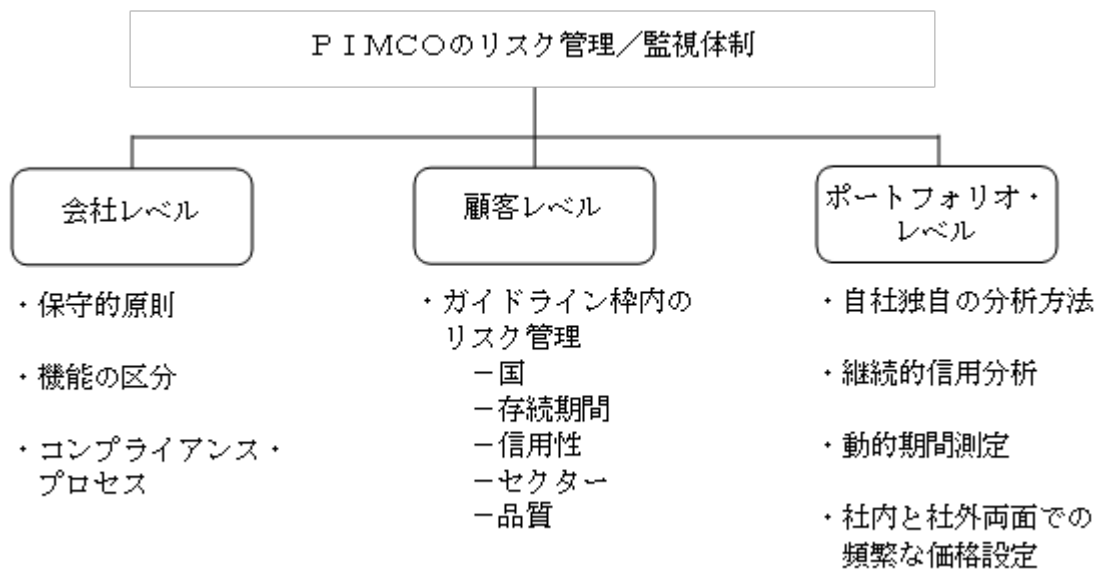 ＰＩＭＣＯのリスク管理／監視体制
会社レベル
・保守的原則
・機能の区分
・コンプライアンス・
プロセス
顧客レベル
・ガイドライン枠内の
リスク管理
－国
－存続期間
－信用性
－セクター
－品質
ポートフォリオ・
レベル
・自社独自の分析方法
・継続的信用分析
・動的期間測定
・社内と社外両面での
頻繁な価格設定